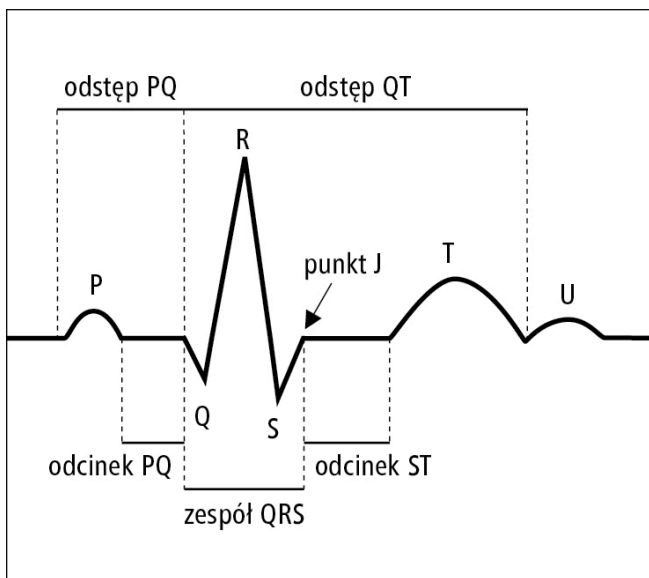 odstęp PQ
odstęp QT
R
T
punkt J
P
U
Q
S
odcinek PQ
odcinek ST
zespół QRS